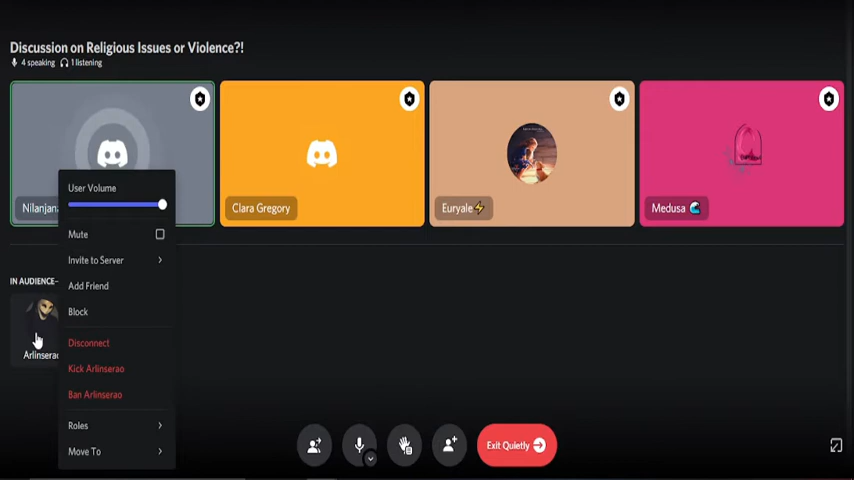 Discussion on Religious Issues or Violence?!
4 speaking 1 listening
Nilanjan
Clara Gregory
Euryale⚡
Medusa 🌊
User Volume
Mute
Invite to Server
Add Friend
Block
Disconnect
Kick Arlinserao
Ban Arlinserao
Roles
Move To
IN AUDIENCE–
Arlinserao
Exit Quietly